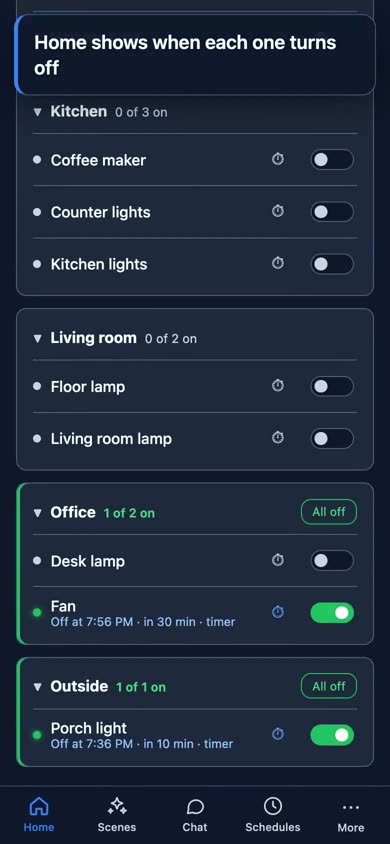 Home shows when each one turns
off
▼ Kitchen 0 of 3 on
Coffee maker
Counter lights
Kitchen lights
▼ Living room 0 of 2 on
Floor lamp
Living room lamp
▼ Office 1 of 2 on All off
Desk lamp
Fan
Off at 7:56 PM · in 30 min · timer
▼ Outside 1 of 1 on All off
Porch light
Off at 7:36 PM · in 10 min · timer
Home Scenes Chat Schedules More